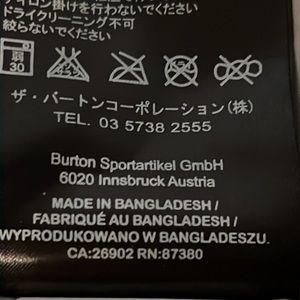 アイロン掛けを行わないでください
ドライクリーニング不可
絞らないでください
弱
30
ザ・バートンコーポレーション(株)
TEL. 03 5738 2555
Burton Sportartikel GmbH
6020 Innsbruck Austria
MADE IN BANGLADESH /
FABRIQUÉ AU BANGLADESH /
WYPRODUKOWANO W BANGLADESZU.
CA:26902 RN:87380